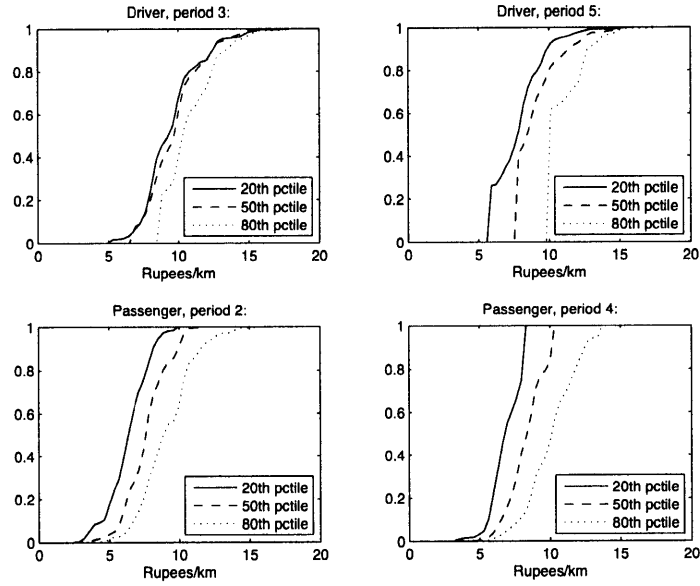 Driver, period 3:
1
0.8
0.6
0.4
0.2
0
20th pctile
50th pctile
80th pctile
0 5 10 15 20
Rupees/km
Driver, period 5:
1
0.8
0.6
0.4
0.2
0
20th pctile
50th pctile
80th pctile
0 5 10 15 20
Rupees/km
Passenger, period 2:
1
0.8
0.6
0.4
0.2
0
20th pctile
50th pctile
80th pctile
0 5 10 15 20
Rupees/km
Passenger, period 4:
1
0.8
0.6
0.4
0.2
0
20th pctile
50th pctile
80th pctile
0 5 10 15 20
Rupees/km